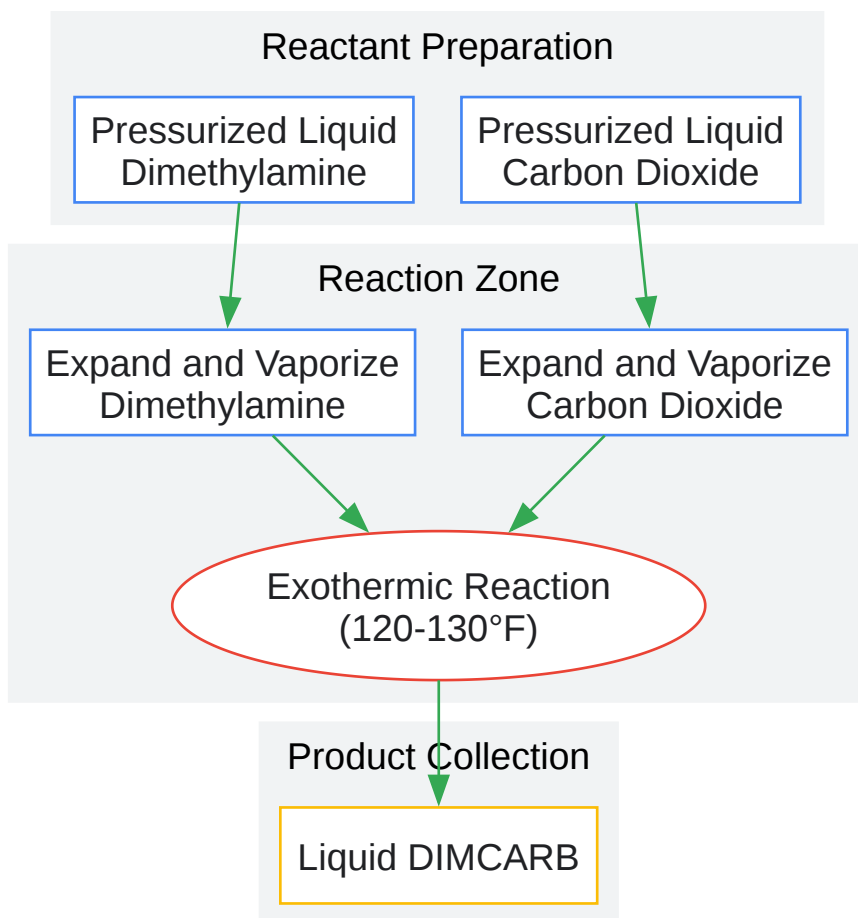 Reactant Preparation
Pressurized Liquid
Dimethylamine
Pressurized Liquid
Carbon Dioxide
Reaction Zone
Expand and Vaporize
Dimethylamine
Expand and Vaporize
Carbon Dioxide
Exothermic Reaction
(120-130°F)
Product Collection
Liquid DIMCARB